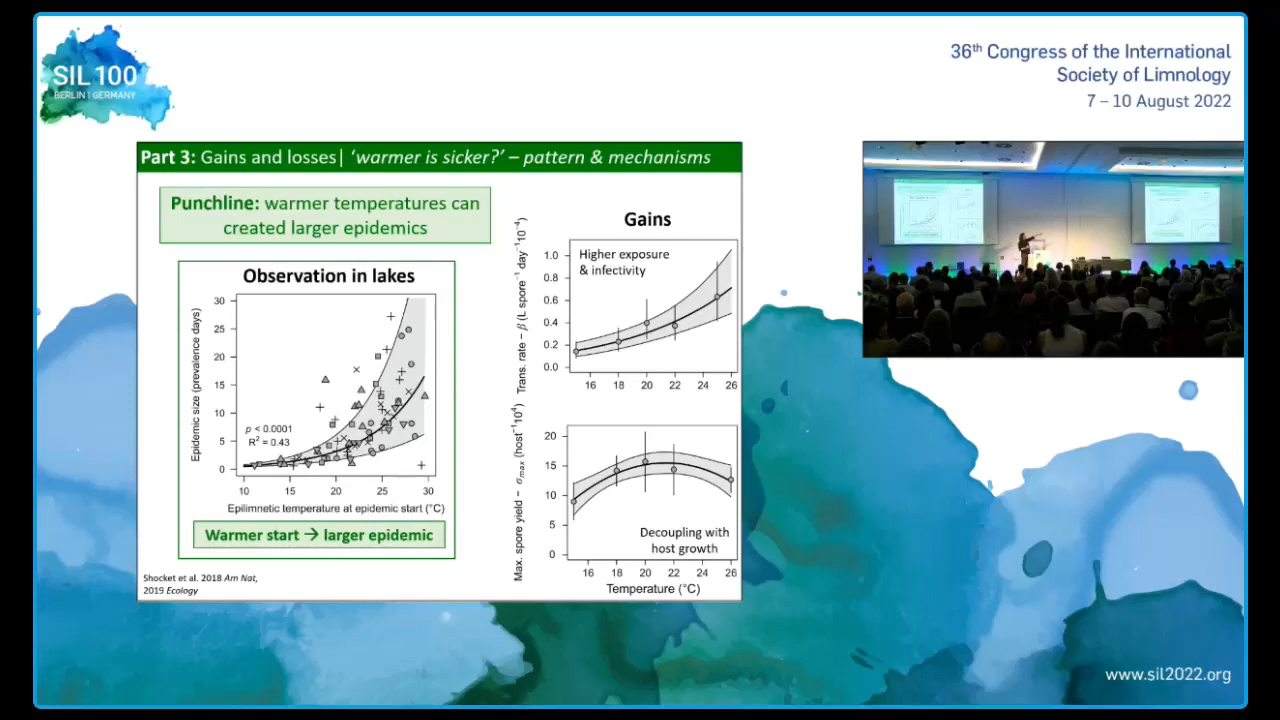 SIL 100
BERLIN | GERMANY
36th Congress of the International
Society of Limnology
7 – 10 August 2022
Part 3: Gains and losses| ‘warmer is sicker?’ – pattern & mechanisms
Punchline: warmer temperatures can
created larger epidemics
Observation in lakes
Epidemic size (prevalence days)
30
25
20
15
10
5
0
p < 0.0001
R² = 0.43
10 15 20 25 30
Epilimnetic temperature at epidemic start (°C)
Warmer start → larger epidemic
Shocket et al. 2018 Am Nat,
2019 Ecology
Gains
Trans. rate – β (L spore⁻¹ day⁻¹10⁻⁴)
1.0
0.8
0.6
0.4
0.2
0.0
Higher exposure
& infectivity
16 18 20 22 24 26
Max. spore yield – σmax (host⁻¹10⁴)
20
15
10
5
0
Decoupling with
host growth
16 18 20 22 24 26
Temperature (°C)
www.sil2022.org